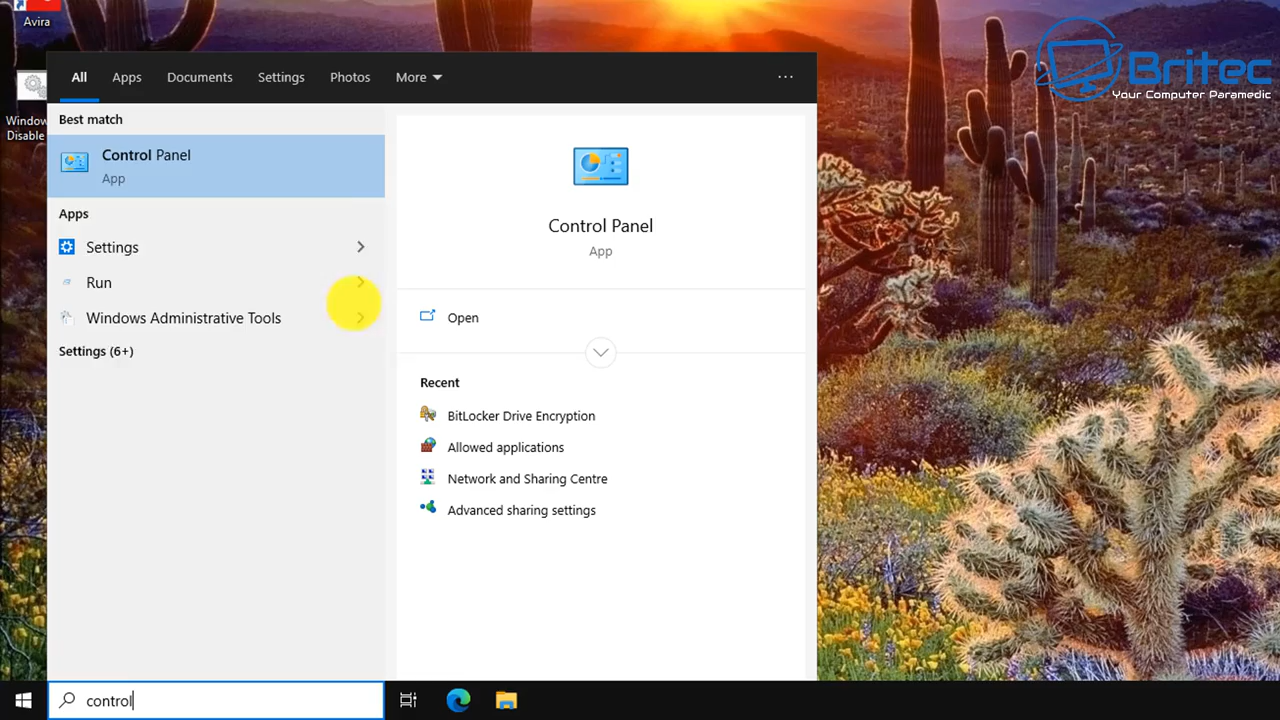 Avira
Window
Disable
Britec
Your Computer Paramedic
All Apps Documents Settings Photos More
Best match
Control Panel
App
Apps
Settings
Run
Windows Administrative Tools
Settings (6+)
Control Panel
App
Open
Recent
BitLocker Drive Encryption
Allowed applications
Network and Sharing Centre
Advanced sharing settings
control